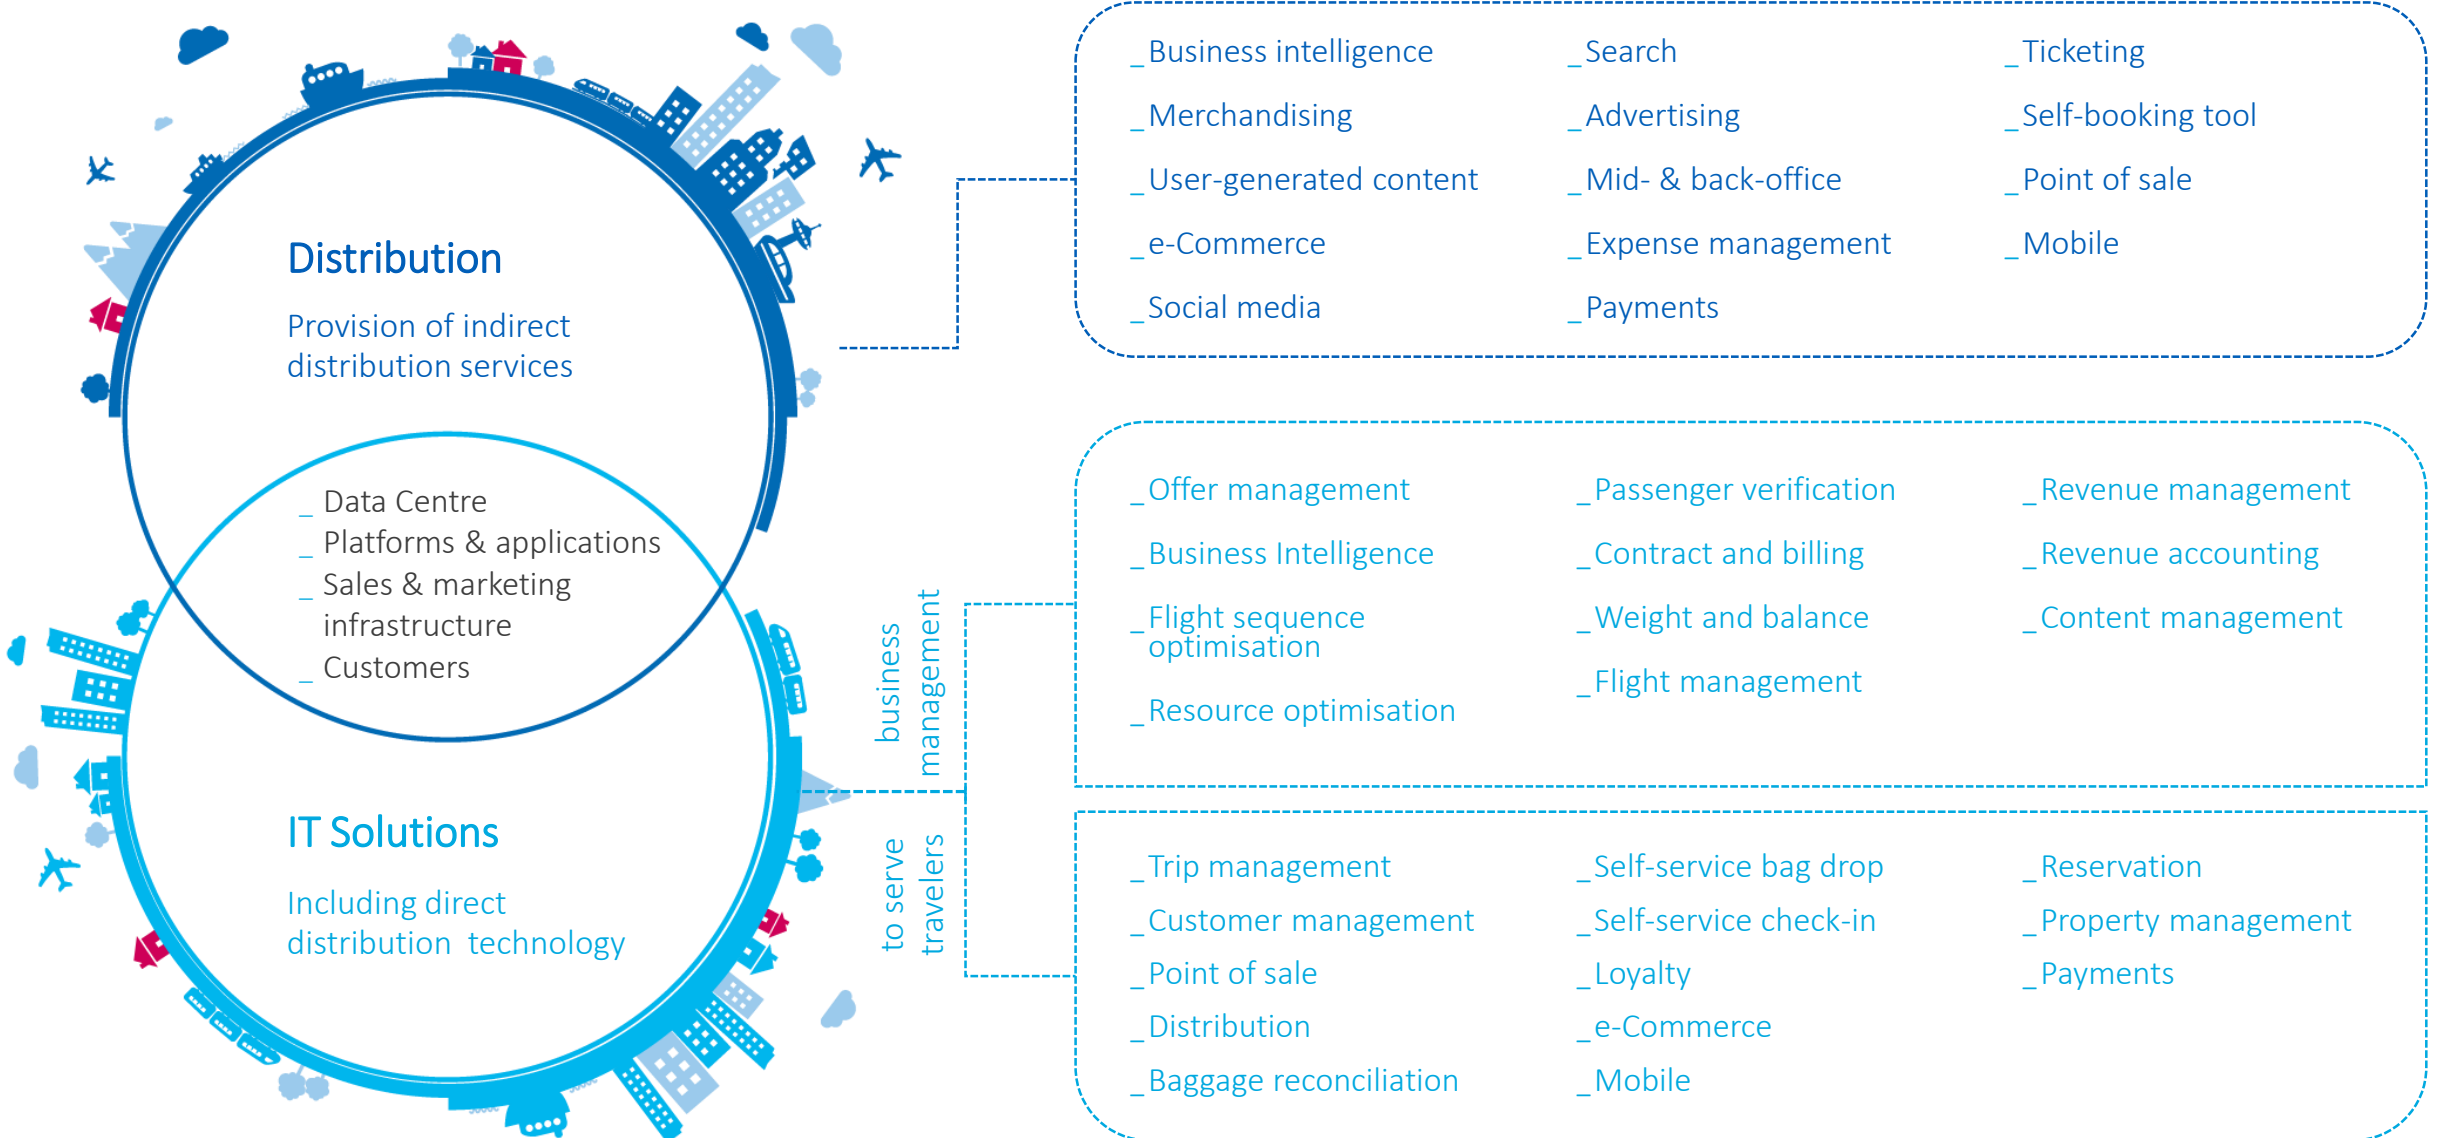 Distribution
Provision of indirect
distribution services
_ Data Centre
_ Platforms & applications
_ Sales & marketing
infrastructure
_ Customers
IT Solutions
Including direct
distribution technology
_Business intelligence
_Merchandising
_User-generated content
_e-Commerce
_Social media
_Search
_Advertising
_Mid- & back-office
_Expense management
_Payments
_Ticketing
_Self-booking tool
_Point of sale
_Mobile
business
management
_Offer management
_Business Intelligence
_Flight sequence
optimisation
_Resource optimisation
_Passenger verification
_Contract and billing
_Weight and balance
_Flight management
_Revenue management
_Revenue accounting
_Content management
to serve
travelers
_Trip management
_Customer management
_Point of sale
_Distribution
_Baggage reconciliation
_Self-service bag drop
_Self-service check-in
_Loyalty
_e-Commerce
_Mobile
_Reservation
_Property management
_Payments